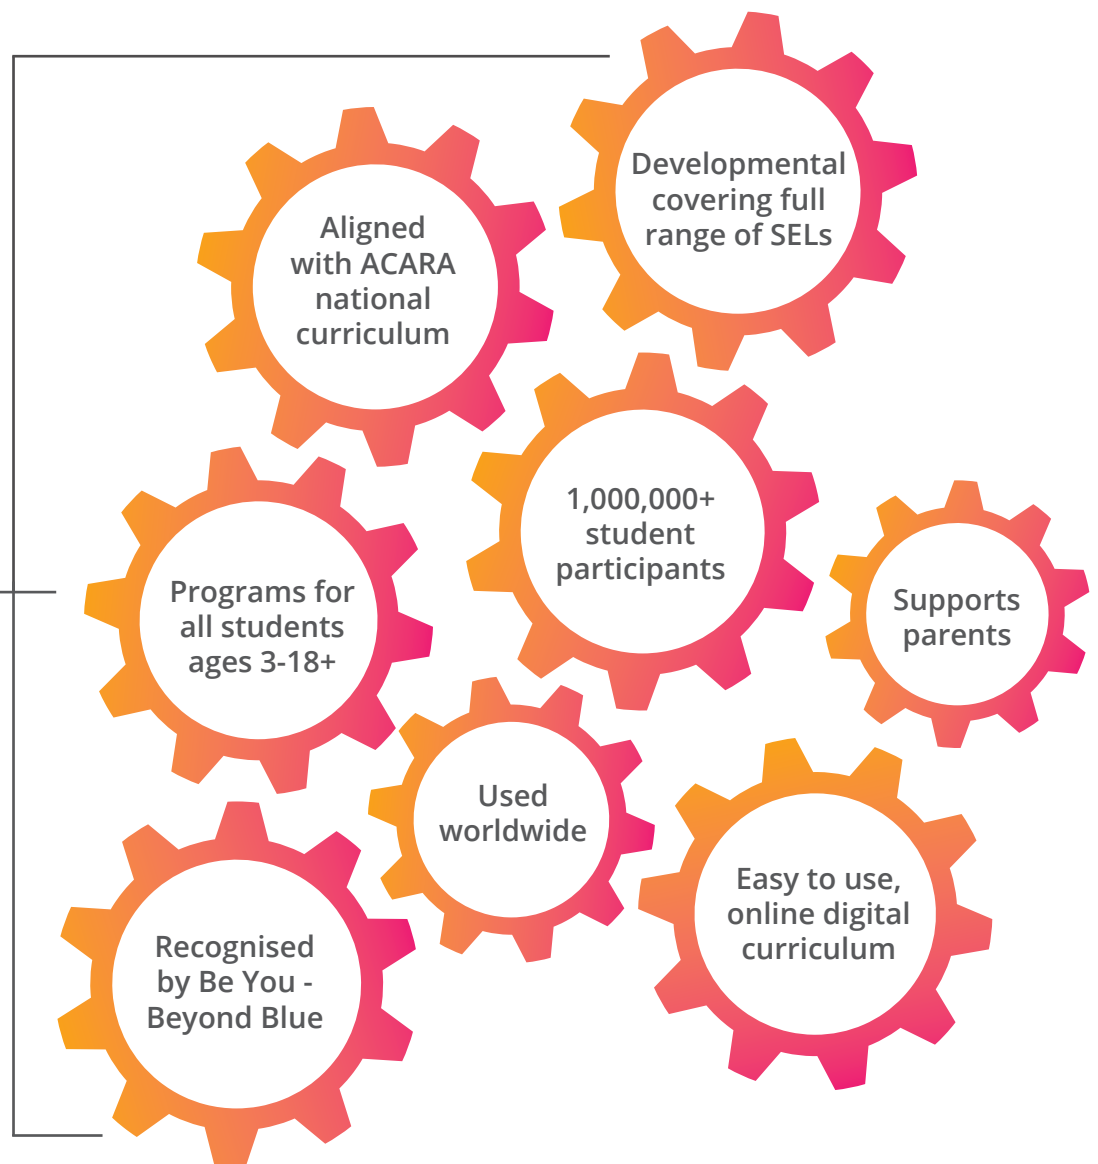 Developmental
covering full
range of SELs
Aligned
with ACARA
national
curriculum
1,000,000+
student
participants
Programs for
all students
ages 3-18+
Supports
parents
Used
worldwide
Easy to use,
online digital
curriculum
Recognised
by Be You -
Beyond Blue